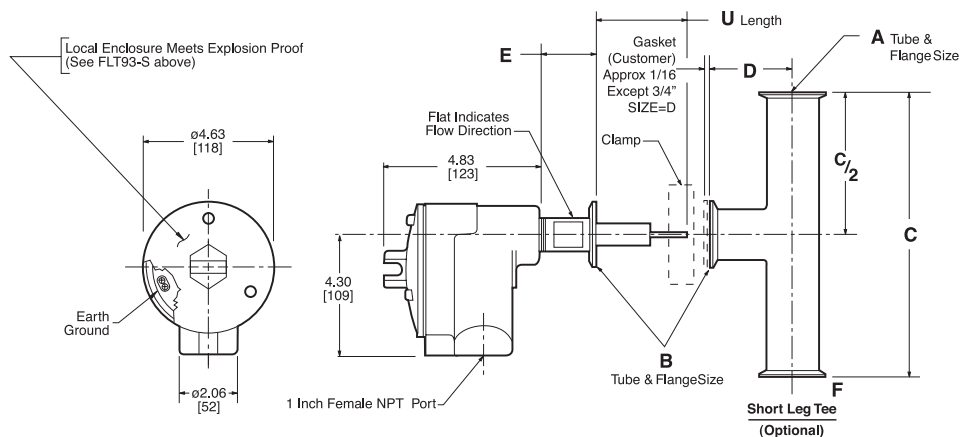 U Length
A Tube &
Flange Size
Local Enclosure Meets Explosion Proof
(See FLT93-S above)
E
Gasket
(Customer)
Approx 1/16
Except 3/4"
SIZE=D
D
Flat Indicates
Flow Direction
Clamp
ø4.63
[118]
4.83
[123]
C/2
C
4.30
[109]
Earth
Ground
B
Tube & FlangeSize
ø2.06
[52]
1 Inch Female NPT Port
F
Short Leg Tee
(Optional)